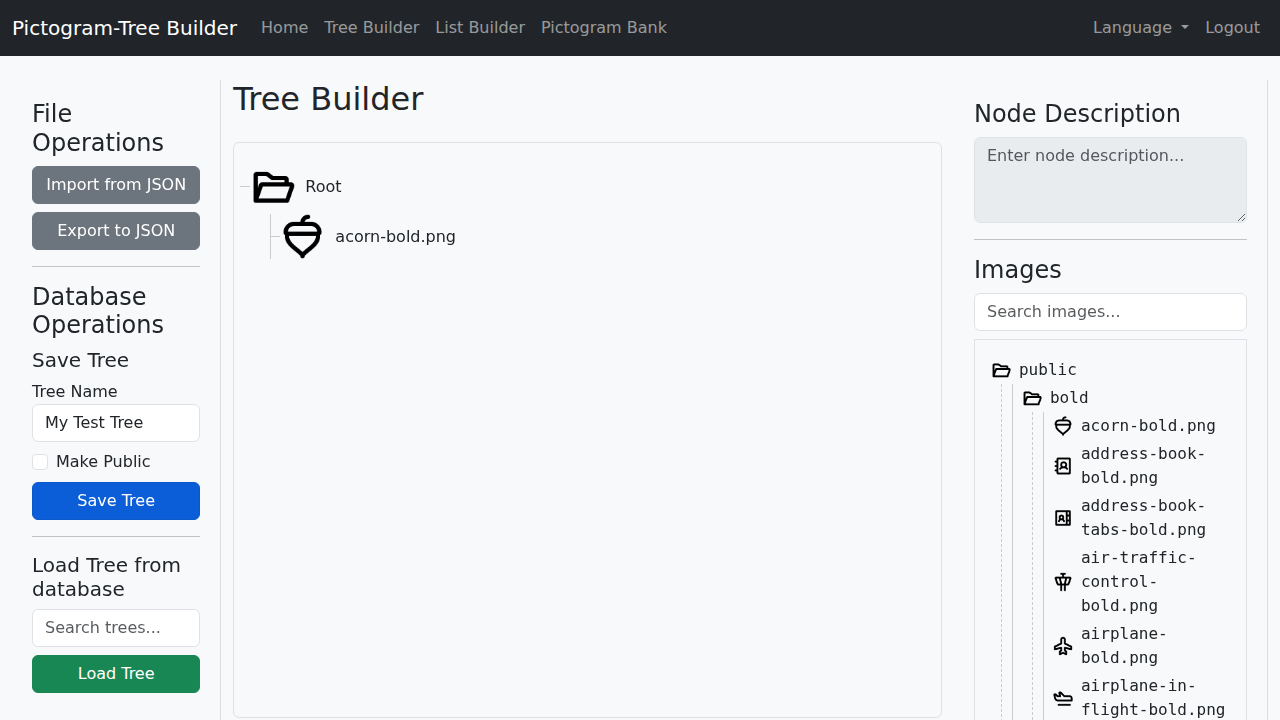 Pictogram-Tree Builder Home Tree Builder List Builder Pictogram Bank Language Logout
File
Operations
Import from JSON
Export to JSON
Database
Operations
Save Tree
Tree Name
My Test Tree
Make Public
Save Tree
Load Tree from
database
Search trees...
Load Tree
Tree Builder
Root
acorn-bold.png
Node Description
Enter node description...
Images
Search images...
public
bold
acorn-bold.png
address-book-
bold.png
address-book-
tabs-bold.png
air-traffic-
control-
bold.png
airplane-
bold.png
airplane-in-
flight-bold.png